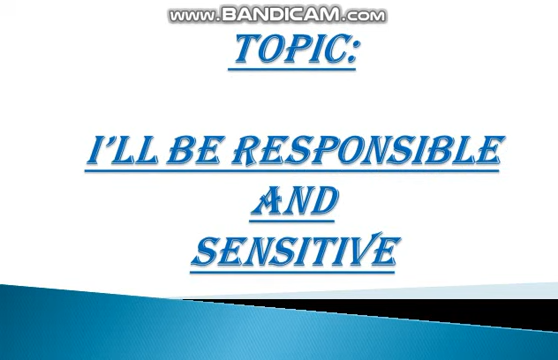 www.BANDICAM.com
TOPIC:
I'LL BE RESPONSIBLE
AND
SENSITIVE